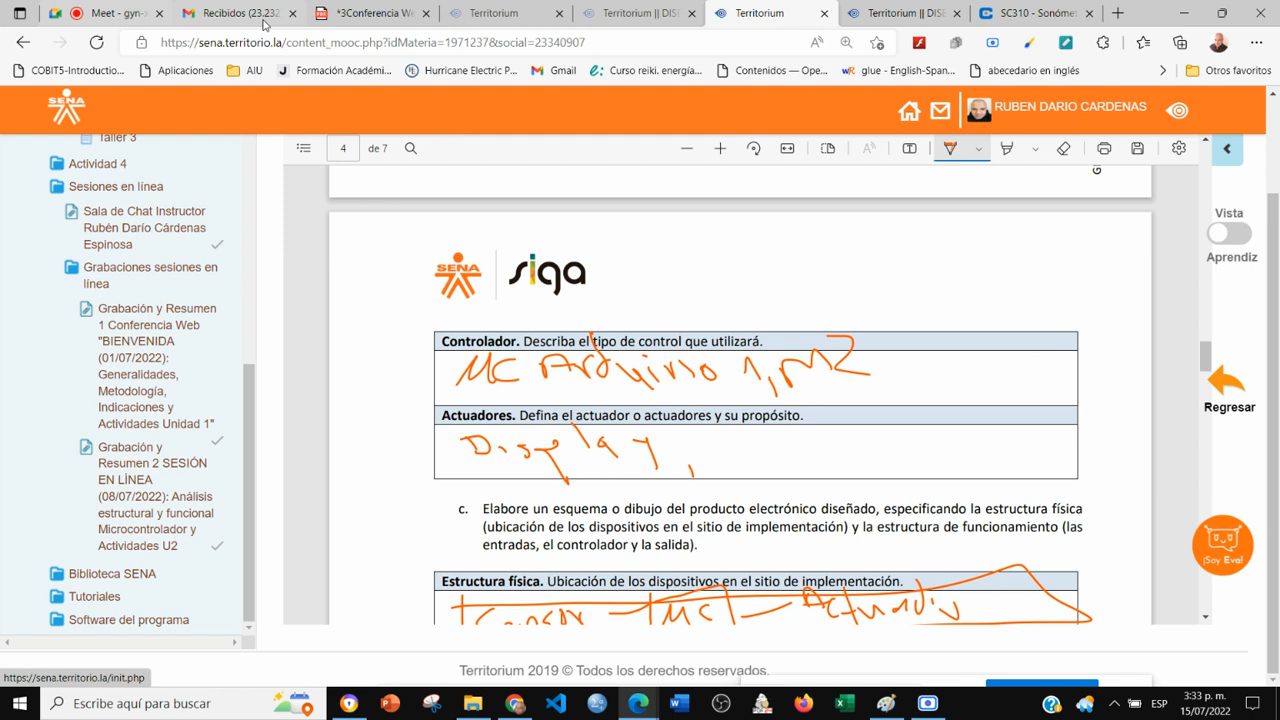 Meet - gyn-x
Recibidos (23.232
*3Conferencia We
Territorium
Territorium || DISE
Territorium
Territorium || DISE
SC310 - Sonómet
https://sena.territorio.la/content_mooc.php?idMateria=1971237&social=23340907
COBIT5-Introductio...
Aplicaciones
AIU
Formación Académi...
Hurricane Electric P...
Gmail
Curso reiki. energía...
Contenidos — Ope...
glue - English-Span...
abecedario en inglés
Otros favoritos
SENA
RUBEN DARIO CARDENAS
Taller 3
Actividad 4
Sesiones en línea
Sala de Chat Instructor
Rubén Darío Cárdenas
Espinosa
Grabaciones sesiones en
línea
Grabación y Resumen
1 Conferencia Web
"BIENVENIDA
(01/07/2022):
Generalidades,
Metodología,
Indicaciones y
Actividades Unidad 1"
Grabación y
Resumen 2 SESIÓN
EN LÍNEA
(08/07/2022): Análisis
estructural y funcional
Microcontrolador y
Actividades U2
Biblioteca SENA
Tutoriales
Software del programa
4 de 7
SENA siga
Controlador. Describa el tipo de control que utilizará.
MC Arduino 1, M2
Actuadores. Defina el actuador o actuadores y su propósito.
Display,
c. Elabore un esquema o dibujo del producto electrónico diseñado, especificando la estructura física
(ubicación de los dispositivos en el sitio de implementación) y la estructura de funcionamiento (las
entradas, el controlador y la salida).
Estructura física. Ubicación de los dispositivos en el sitio de implementación.
Sensor MC
Vista
Aprendiz
Regresar
¡Soy Eva!
Territorium 2019 © Todos los derechos reservados.
https://sena.territorio.la/init.php
Escribe aquí para buscar
ESP
3:33 p. m.
15/07/2022